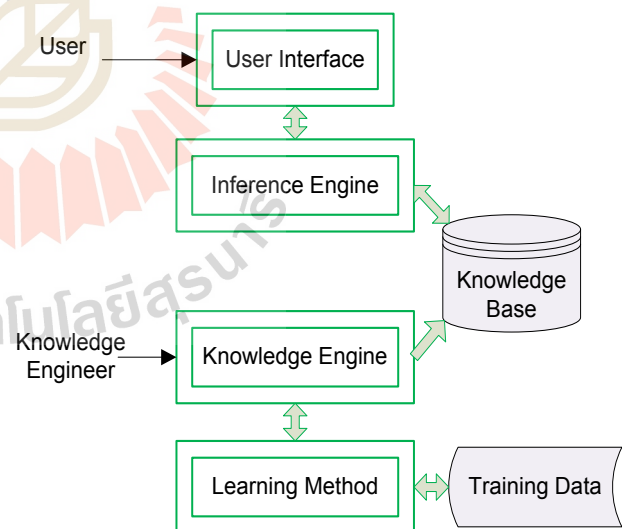 User
User Interface
Inference Engine
Knowledge
Base
Knowledge
Engineer
Knowledge Engine
Learning Method
Training Data